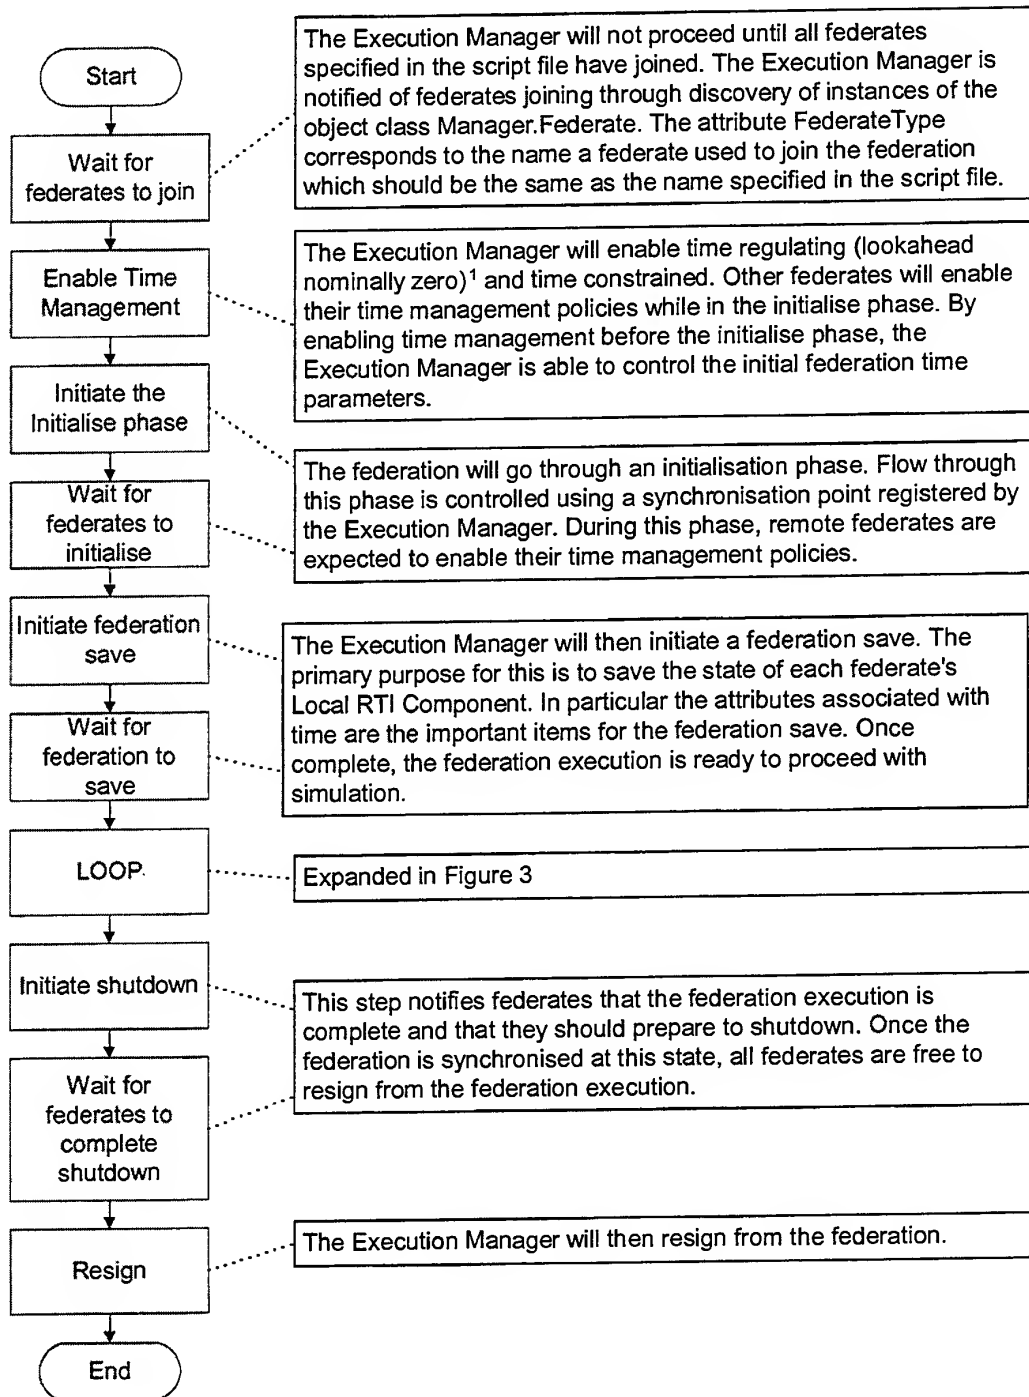 Start
The Execution Manager will not proceed until all federates
specified in the script file have joined. The Execution Manager is
notified of federates joining through discovery of instances of the
object class Manager.Federate. The attribute FederateType
corresponds to the name a federate used to join the federation
which should be the same as the name specified in the script file.
Wait for
federates to join
Enable Time
Management
The Execution Manager will enable time regulating (lookahead
nominally zero)¹ and time constrained. Other federates will enable
their time management policies while in the initialise phase. By
enabling time management before the initialise phase, the
Execution Manager is able to control the initial federation time
parameters.
Initiate the
Initialise phase
Wait for
federates to
initialise
The federation will go through an initialisation phase. Flow through
this phase is controlled using a synchronisation point registered by
the Execution Manager. During this phase, remote federates are
expected to enable their time management policies.
Initiate federation
save
Wait for
federation to
save
The Execution Manager will then initiate a federation save. The
primary purpose for this is to save the state of each federate's
Local RTI Component. In particular the attributes associated with
time are the important items for the federation save. Once
complete, the federation execution is ready to proceed with
simulation.
LOOP.
Expanded in Figure 3
Initiate shutdown
Wait for
federates to
complete
shutdown
This step notifies federates that the federation execution is
complete and that they should prepare to shutdown. Once the
federation is synchronised at this state, all federates are free to
resign from the federation execution.
Resign
The Execution Manager will then resign from the federation.
End